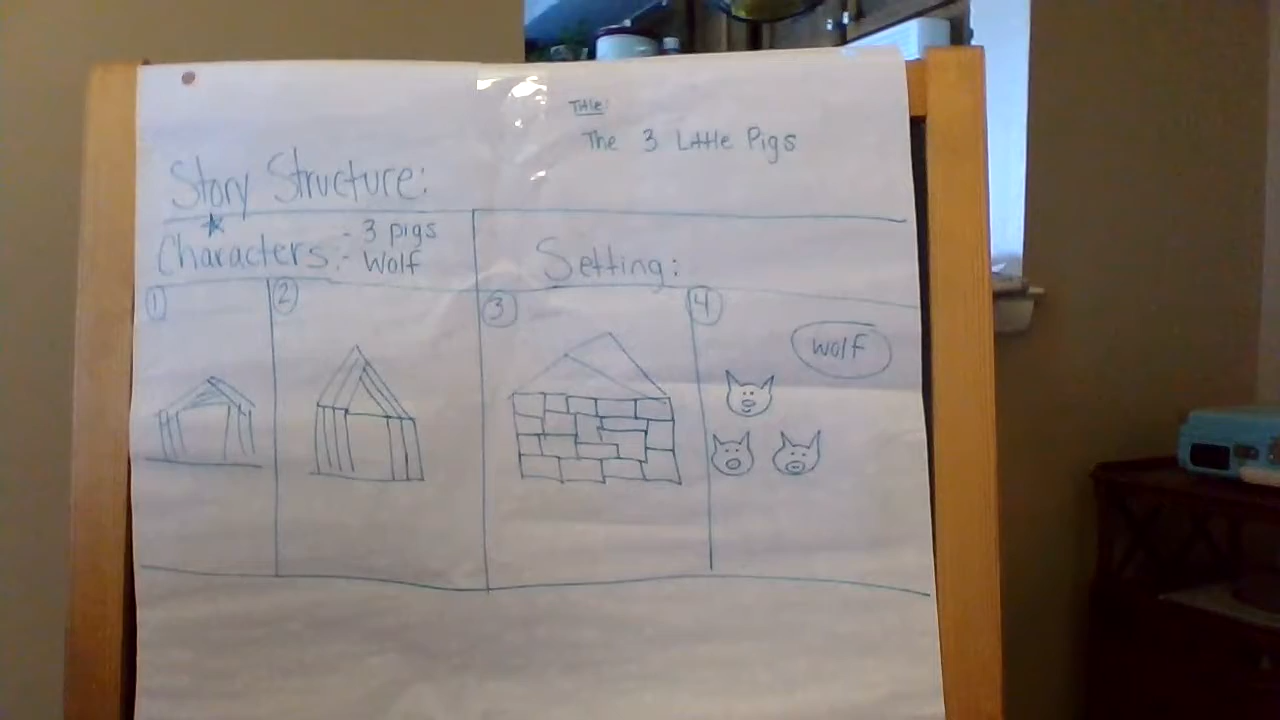 Title:
The 3 Little Pigs
Story Structure:
Characters: - 3 pigs
- Wolf
Setting:
1
2
3
4
Wolf